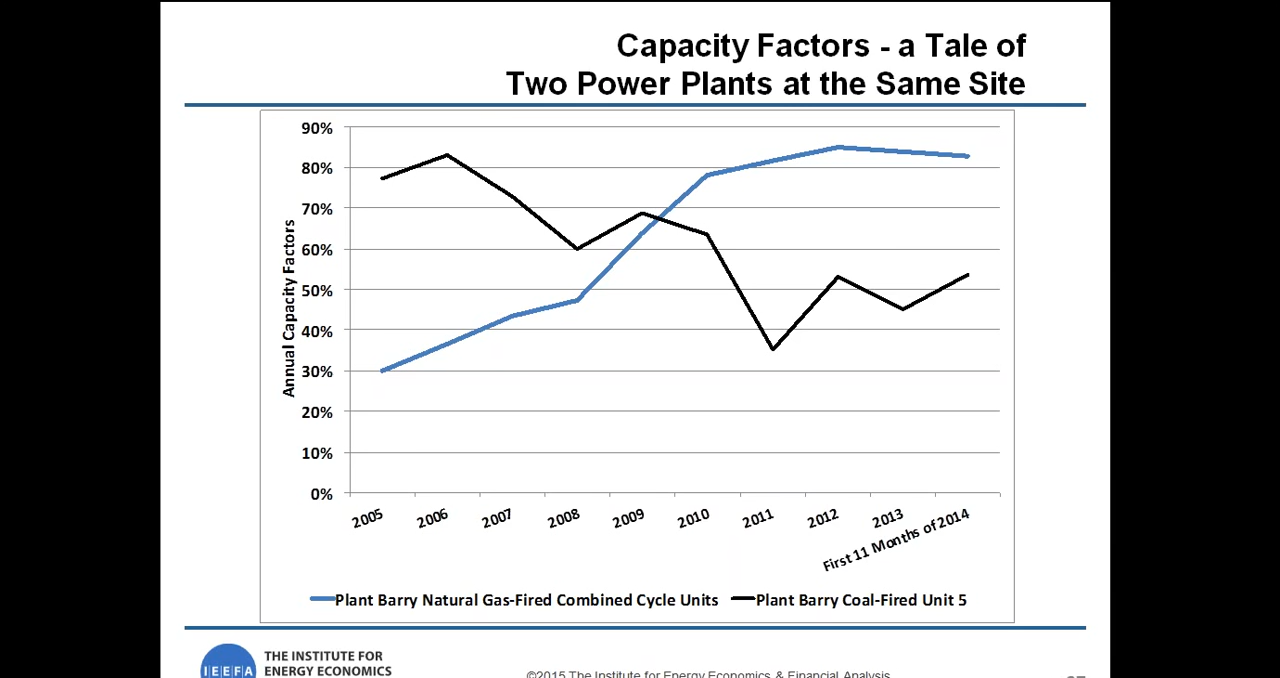 Capacity Factors - a Tale of
Two Power Plants at the Same Site
90%
80%
70%
60%
50%
40%
30%
20%
10%
0%
Annual Capacity Factors
2005
2006
2007
2008
2009
2010
2011
2012
2013
First 11 Months of 2014
Plant Barry Natural Gas-Fired Combined Cycle Units
Plant Barry Coal-Fired Unit 5
IEEFA
THE INSTITUTE FOR
ENERGY ECONOMICS
©2015 The Institute for Energy Economics & Financial Analysis